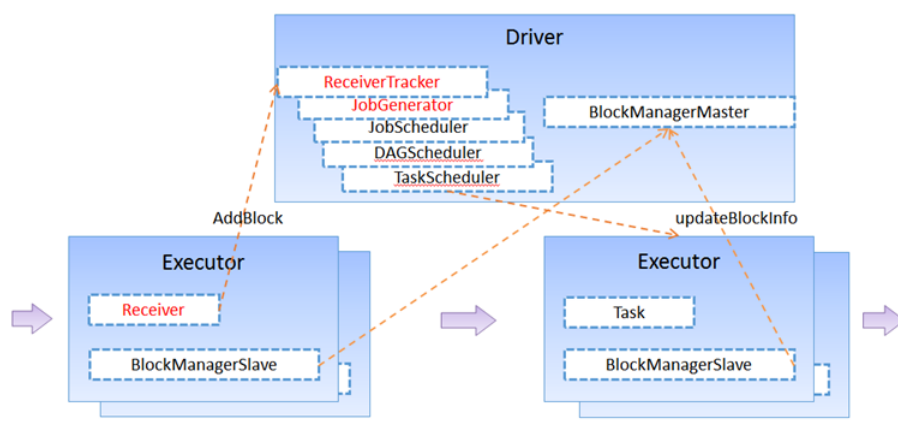 Driver
ReceiverTracker
JobGenerator
JobScheduler
DAGScheduler
TaskScheduler
BlockManagerMaster
AddBlock
updateBlockInfo
Executor
Receiver
BlockManagerSlave
Executor
Task
BlockManagerSlave